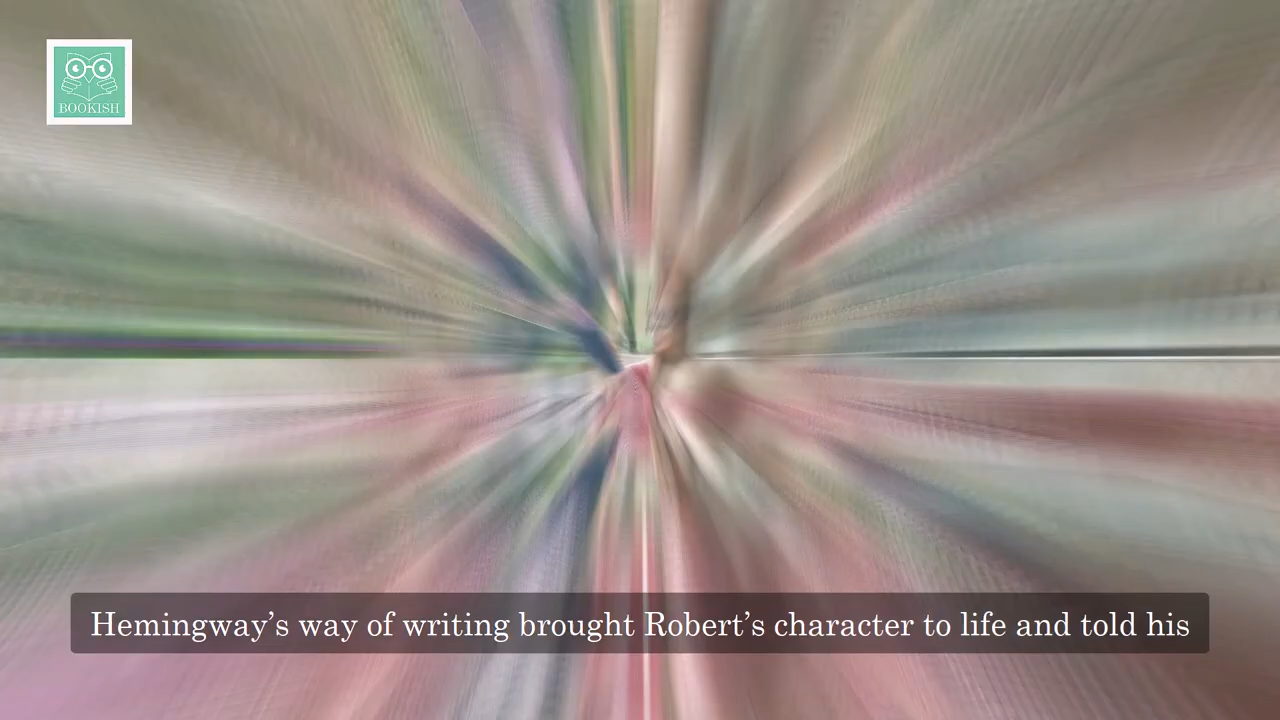 BOOKISH
Hemingway’s way of writing brought Robert’s character to life and told his